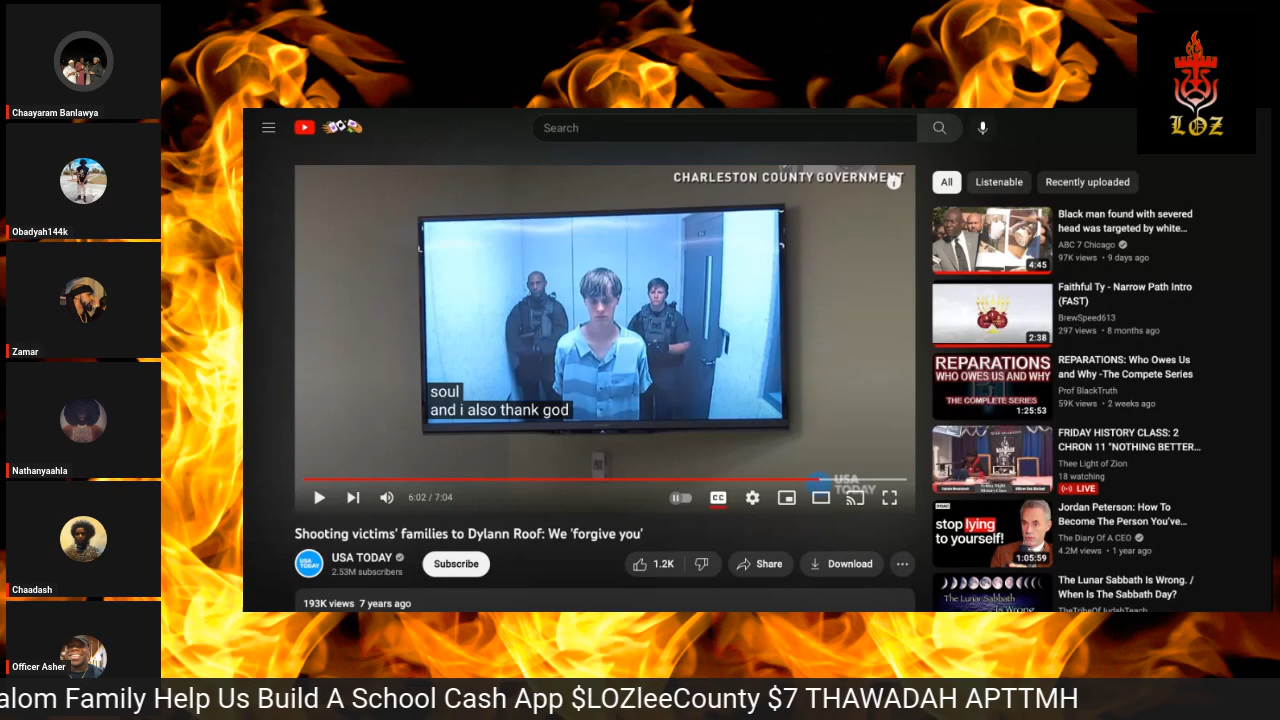 Chaayaram Banlawya
Obadyah144k
Zamar
Nathanyaahla
Chaadash
Officer Asher
LOZ
Search
CHARLESTON COUNTY GOVERNMENT
soul
and i also thank god
USA
TODAY
6:02 / 7:04
CC
Shooting victims' families to Dylann Roof: We 'forgive you'
USA
TODAY
USA TODAY
2.53M subscribers
Subscribe
1.2K
Share
Download
193K views 7 years ago
All
Listenable
Recently uploaded
4:45
Black man found with severed
head was targeted by white...
ABC 7 Chicago
97K views • 9 days ago
2:38
Faithful Ty - Narrow Path Intro
(FAST)
BrewSpeed613
297 views • 8 months ago
REPARATIONS
WHO OWES US AND WHY
THE COMPLETE SERIES
1:25:53
REPARATIONS: Who Owes Us
and Why -The Compete Series
Prof BlackTruth
59K views • 2 weeks ago
FRIDAY HISTORY CLASS: 2
CHRON 11 "NOTHING BETTER...
Thee Light of Zion
18 watching
LIVE
stop lying
to yourself!
1:05:59
Jordan Peterson: How To
Become The Person You've...
The Diary Of A CEO
4.2M views • 1 year ago
The Lunar Sabbath
Is Wrong
The Lunar Sabbath Is Wrong. /
When Is The Sabbath Day?
TheTribeOfJudahTeach
alom Family Help Us Build A School Cash App $LOZleeCounty $7 THAWADAH APTTMH